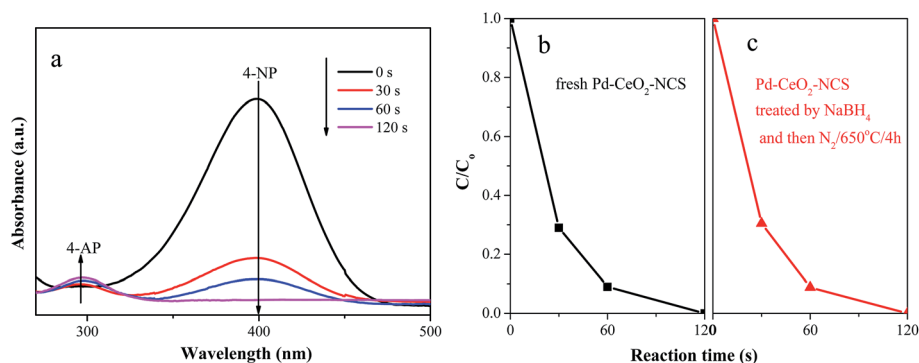 a
4-NP
0 s
30 s
60 s
120 s
4-AP
Absorbance (a.u.)
300
400
500
Wavelength (nm)
b
fresh Pd-CeO₂-NCS
C/Cₒ
1.0
0.8
0.6
0.4
0.2
0.0
0
60
120
c
Pd-CeO₂-NCS
treated by NaBH₄
and then N₂/650°C/4h
0
60
120
Reaction time (s)